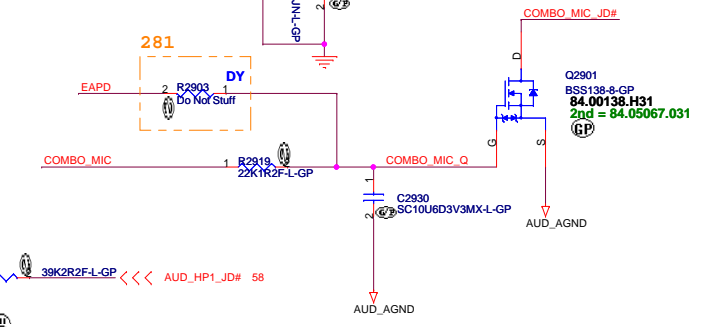 COMBO_MIC_JD#
JN-L-GP
2
G/P
281
D
DY
Q2901
BSS138-8-GP
84.00138.H31
2nd = 84.05067.031
GP
EAPD
2
R2903
1
Do Not Stuff
G
S
COMBO_MIC
1
R2919
22K1R2F-L-GP
COMBO_MIC_Q
1
C2930
SC10U6D3V3MX-L-GP
2
G/P
AUD_AGND
39K2R2F-L-GP
AUD_HP1_JD# 58
AUD_AGND